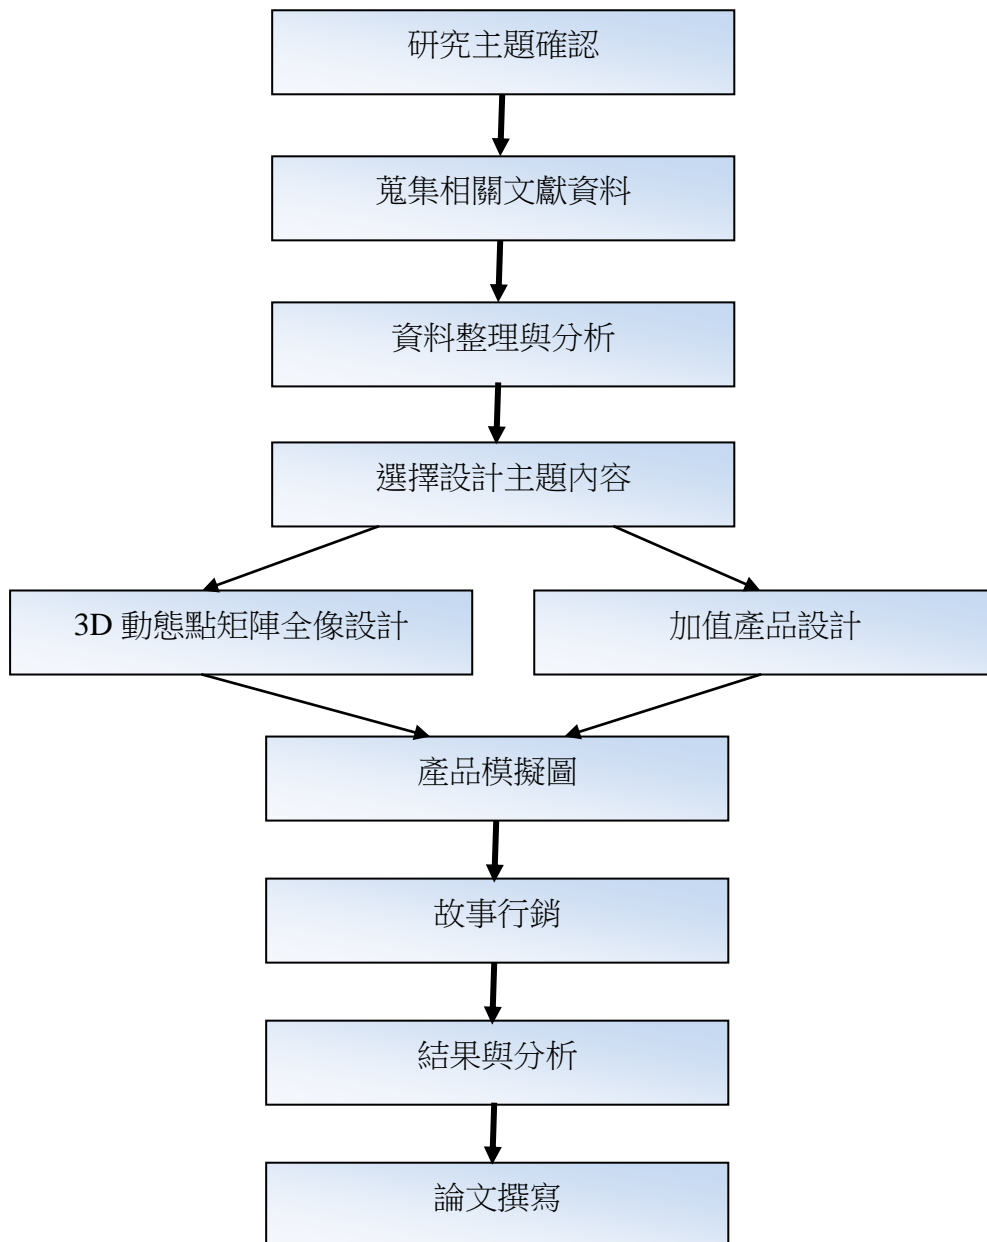 研究主題確認
蒐集相關文獻資料
資料整理與分析
選擇設計主題內容
3D 動態點矩陣全像設計
加值產品設計
產品模擬圖
故事行銷
結果與分析
論文撰寫